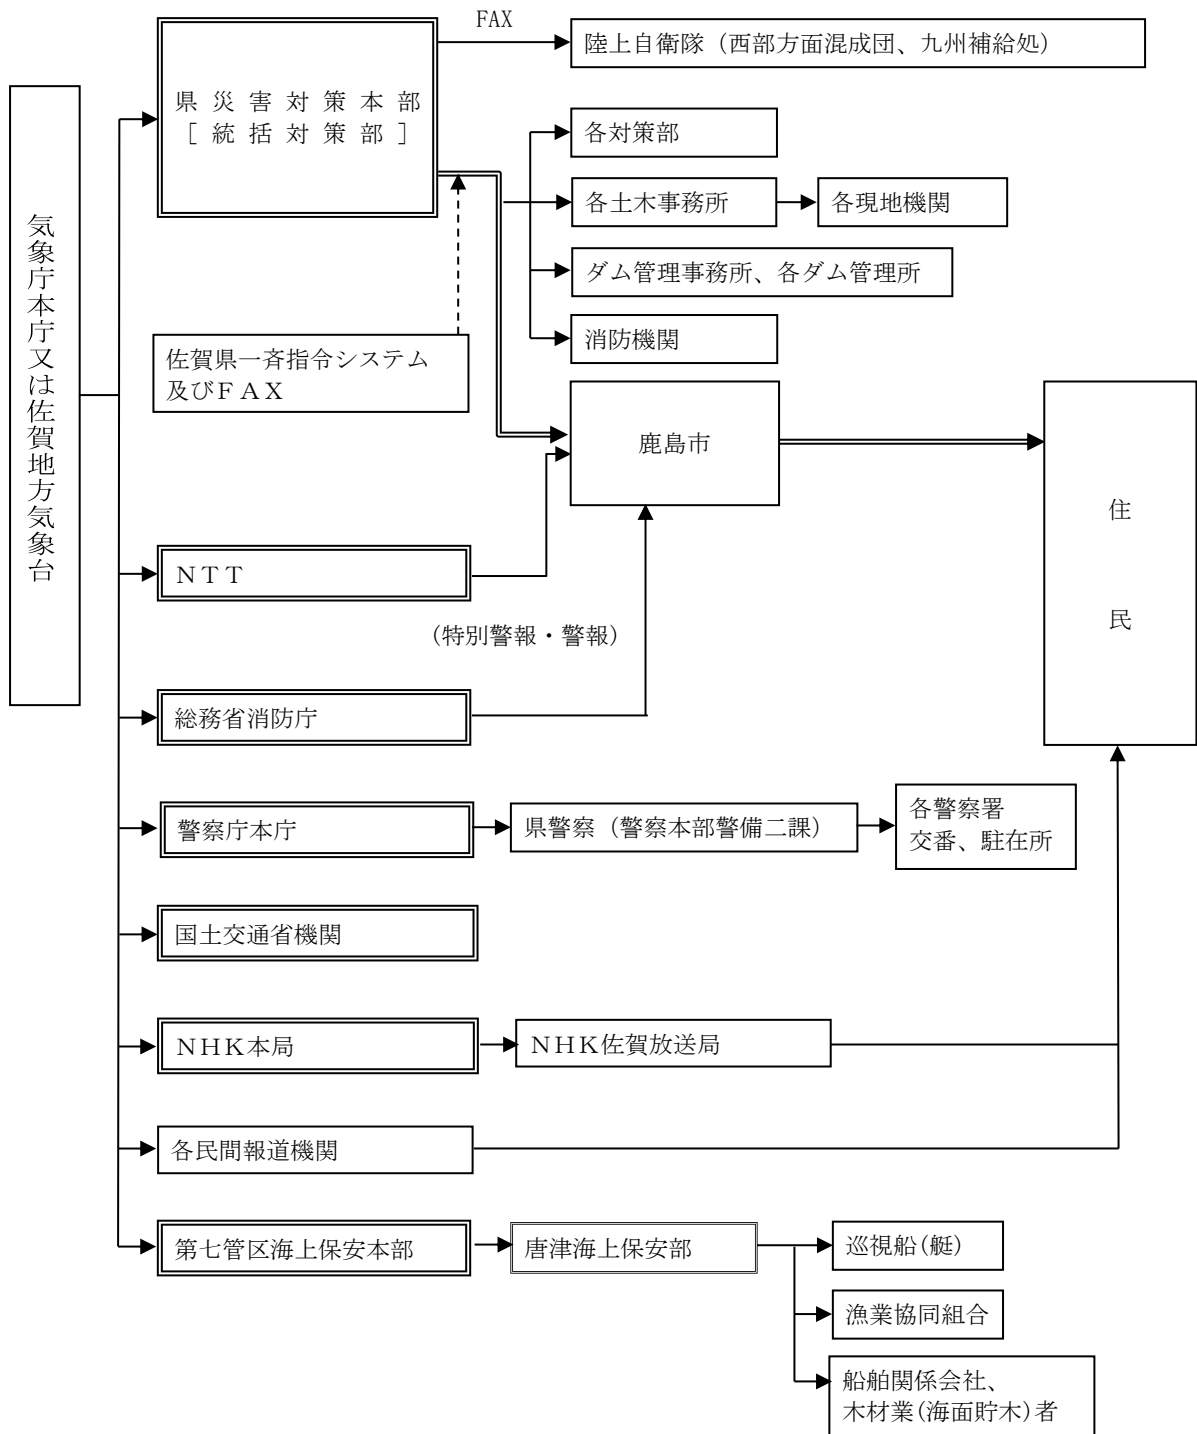 気象庁本庁又は佐賀地方気象台
県災害対策本部
［統括対策部］
FAX
陸上自衛隊（西部方面混成団、九州補給処）
各対策部
各土木事務所
各現地機関
ダム管理事務所、各ダム管理所
消防機関
佐賀県一斉指令システム
及びＦＡＸ
鹿島市
住民
ＮＴＴ
（特別警報・警報）
総務省消防庁
警察庁本庁
県警察（警察本部警備二課）
各警察署
交番、駐在所
国土交通省機関
ＮＨＫ本局
ＮＨＫ佐賀放送局
各民間報道機関
第七管区海上保安本部
唐津海上保安部
巡視船(艇)
漁業協同組合
船舶関係会社、
木材業(海面貯木)者